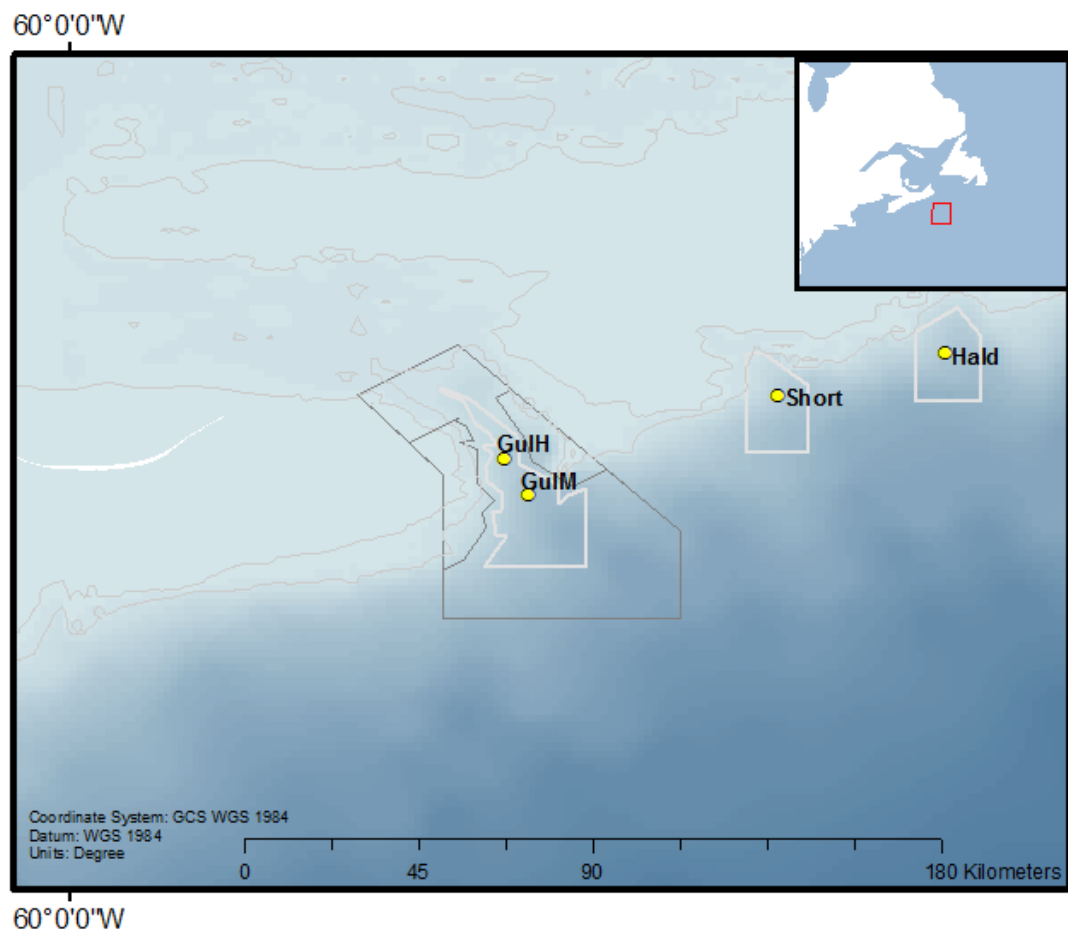 60°0'0"W
Hald
Short
GulH
GulM
Coordinate System: GCS WGS 1984
Datum: WGS 1984
Units: Degree
0 45 90 180 Kilometers
60°0'0"W